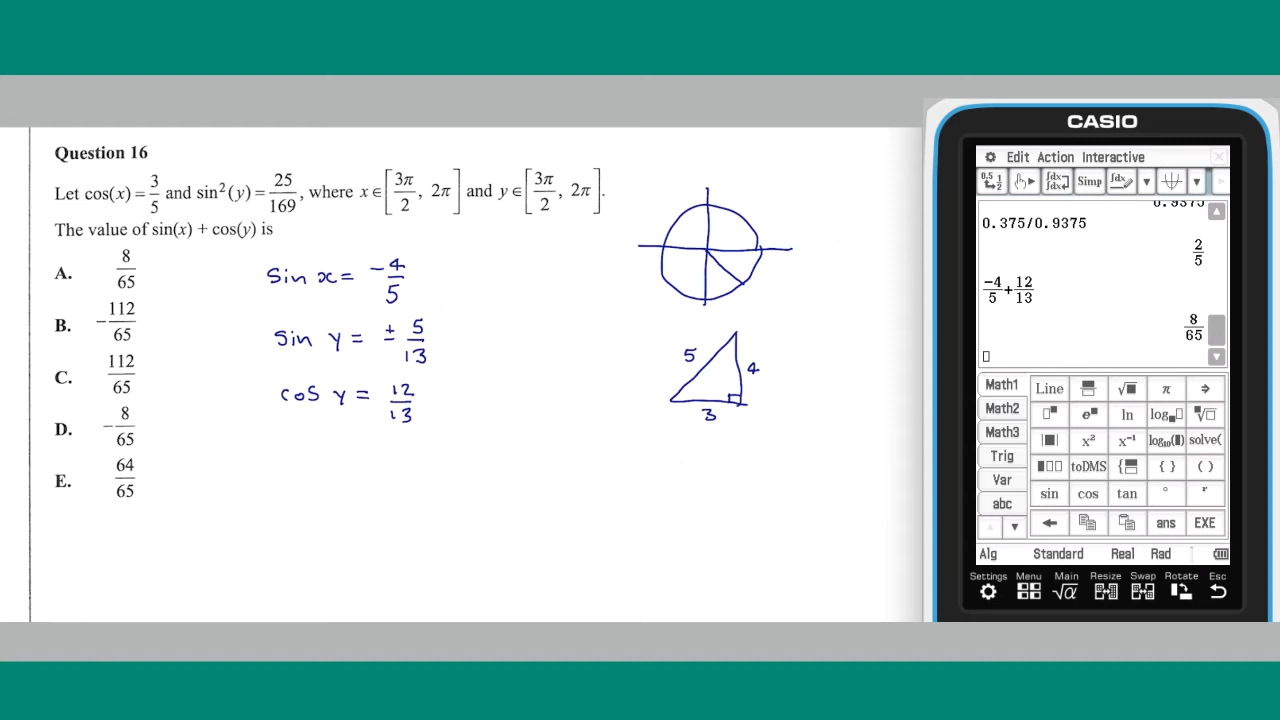 Question 16
Let cos(x) = 3/5 and sin²(y) = 25/169, where x ∈ [3π/2, 2π] and y ∈ [3π/2, 2π].
The value of sin(x) + cos(y) is
A. 8/65
B. −112/65
C. 112/65
D. −8/65
E. 64/65
Sin x = −4/5
Sin y = ± 5/13
cos y = 12/13
5
4
3
CASIO
Edit Action Interactive
Simp
0.9375
0.375/0.9375
2/5
−4/5+12/13
8/65
Math1 Line π
Math2 e ln log
Math3 x² x⁻¹ log10( ) solve(
Trig toDMS { } ( )
Var sin cos tan ° r
abc ans EXE
Alg Standard Real Rad
Settings Menu Main Resize Swap Rotate Esc